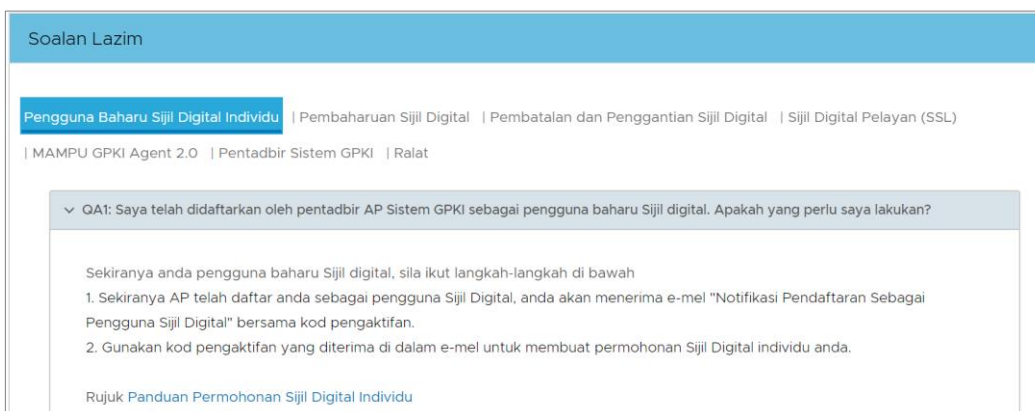 Soalan Lazim
Pengguna Baharu Sijil Digital Individu | Pembaharuan Sijil Digital | Pembatalan dan Penggantian Sijil Digital | Sijil Digital Pelayan (SSL)
| MAMPU GPKI Agent 2.0 | Pentadbir Sistem GPKI | Ralat
QA1: Saya telah didaftarkan oleh pentadbir AP Sistem GPKI sebagai pengguna baharu Sijil digital. Apakah yang perlu saya lakukan?
Sekiranya anda pengguna baharu Sijil digital, sila ikut langkah-langkah di bawah
1. Sekiranya AP telah daftar anda sebagai pengguna Sijil Digital, anda akan menerima e-mel "Notifikasi Pendaftaran Sebagai
Pengguna Sijil Digital" bersama kod pengaktifan.
2. Gunakan kod pengaktifan yang diterima di dalam e-mel untuk membuat permohonan Sijil Digital individu anda.
Rujuk Panduan Permohonan Sijil Digital Individu